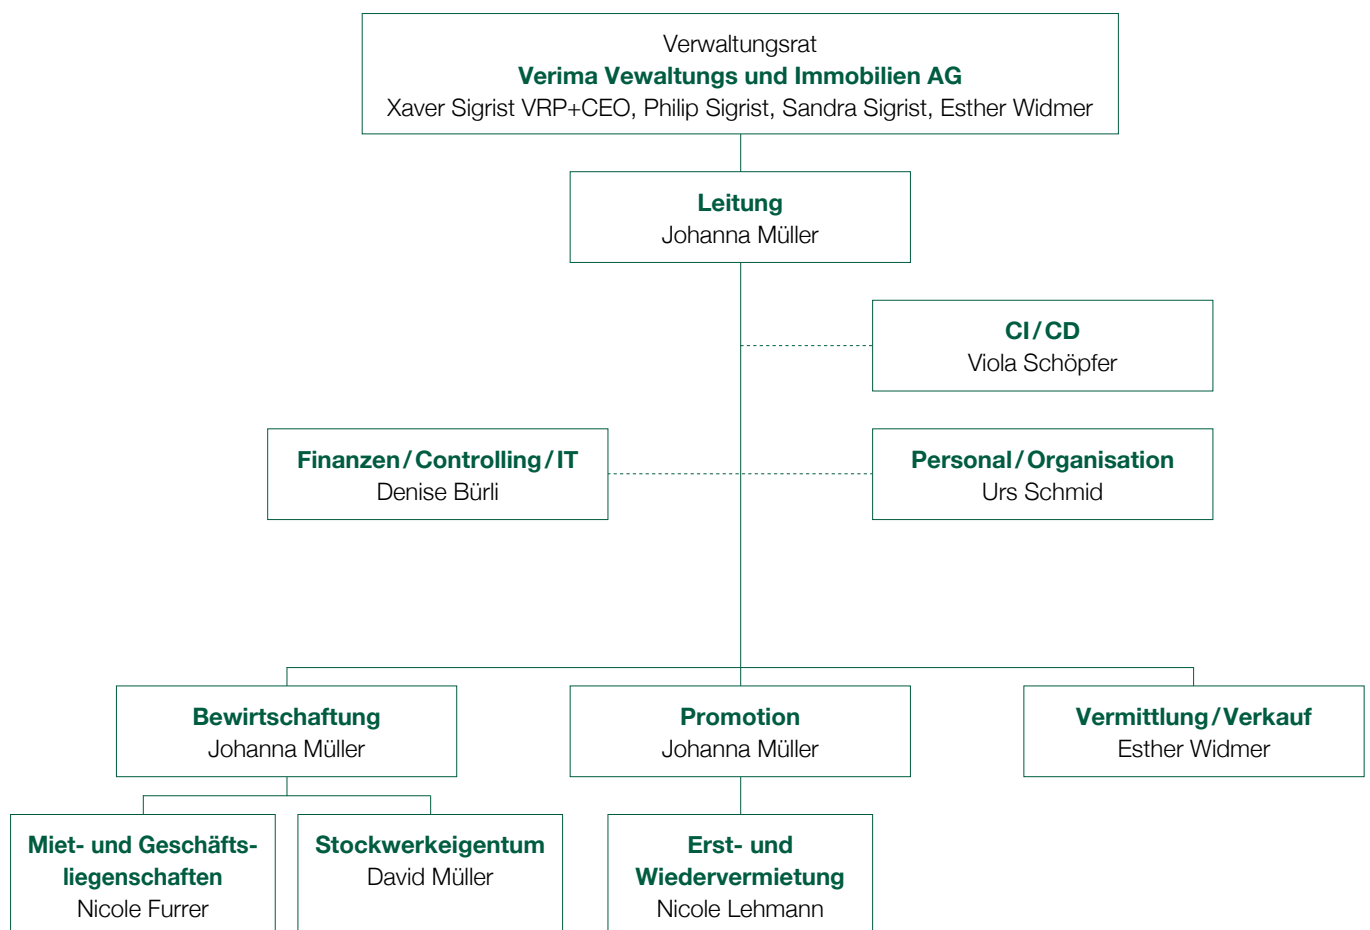 Verwaltungsrat
Verima Vewaltungs und Immobilien AG
Xaver Sigrist VRP+CEO, Philip Sigrist, Sandra Sigrist, Esther Widmer
Leitung
Johanna Müller
CI/CD
Viola Schöpfer
Finanzen/Controlling/IT
Denise Bürli
Personal/Organisation
Urs Schmid
Bewirtschaftung
Johanna Müller
Promotion
Johanna Müller
Vermittlung/Verkauf
Esther Widmer
Miet- und Geschäfts-
liegenschaften
Nicole Furrer
Stockwerkeigentum
David Müller
Erst- und
Wiedervermietung
Nicole Lehmann